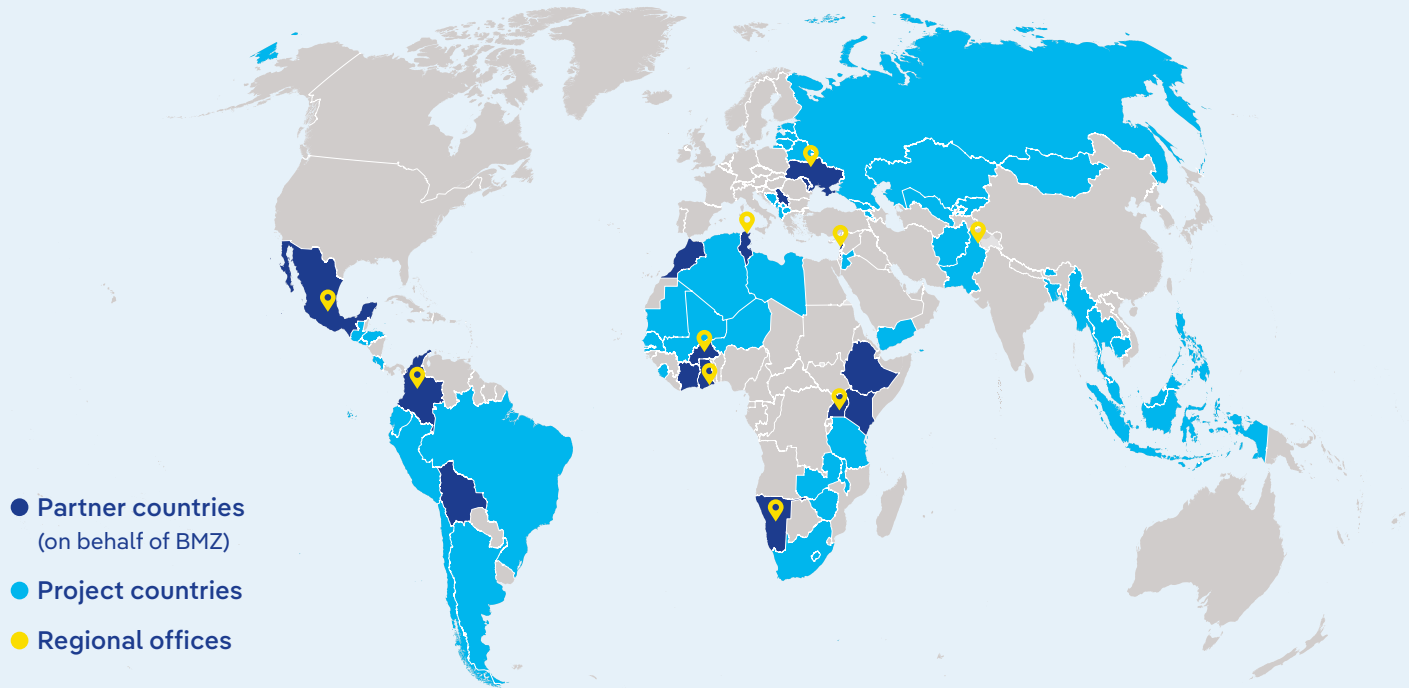 Partner countries
(on behalf of BMZ)
Project countries
Regional offices